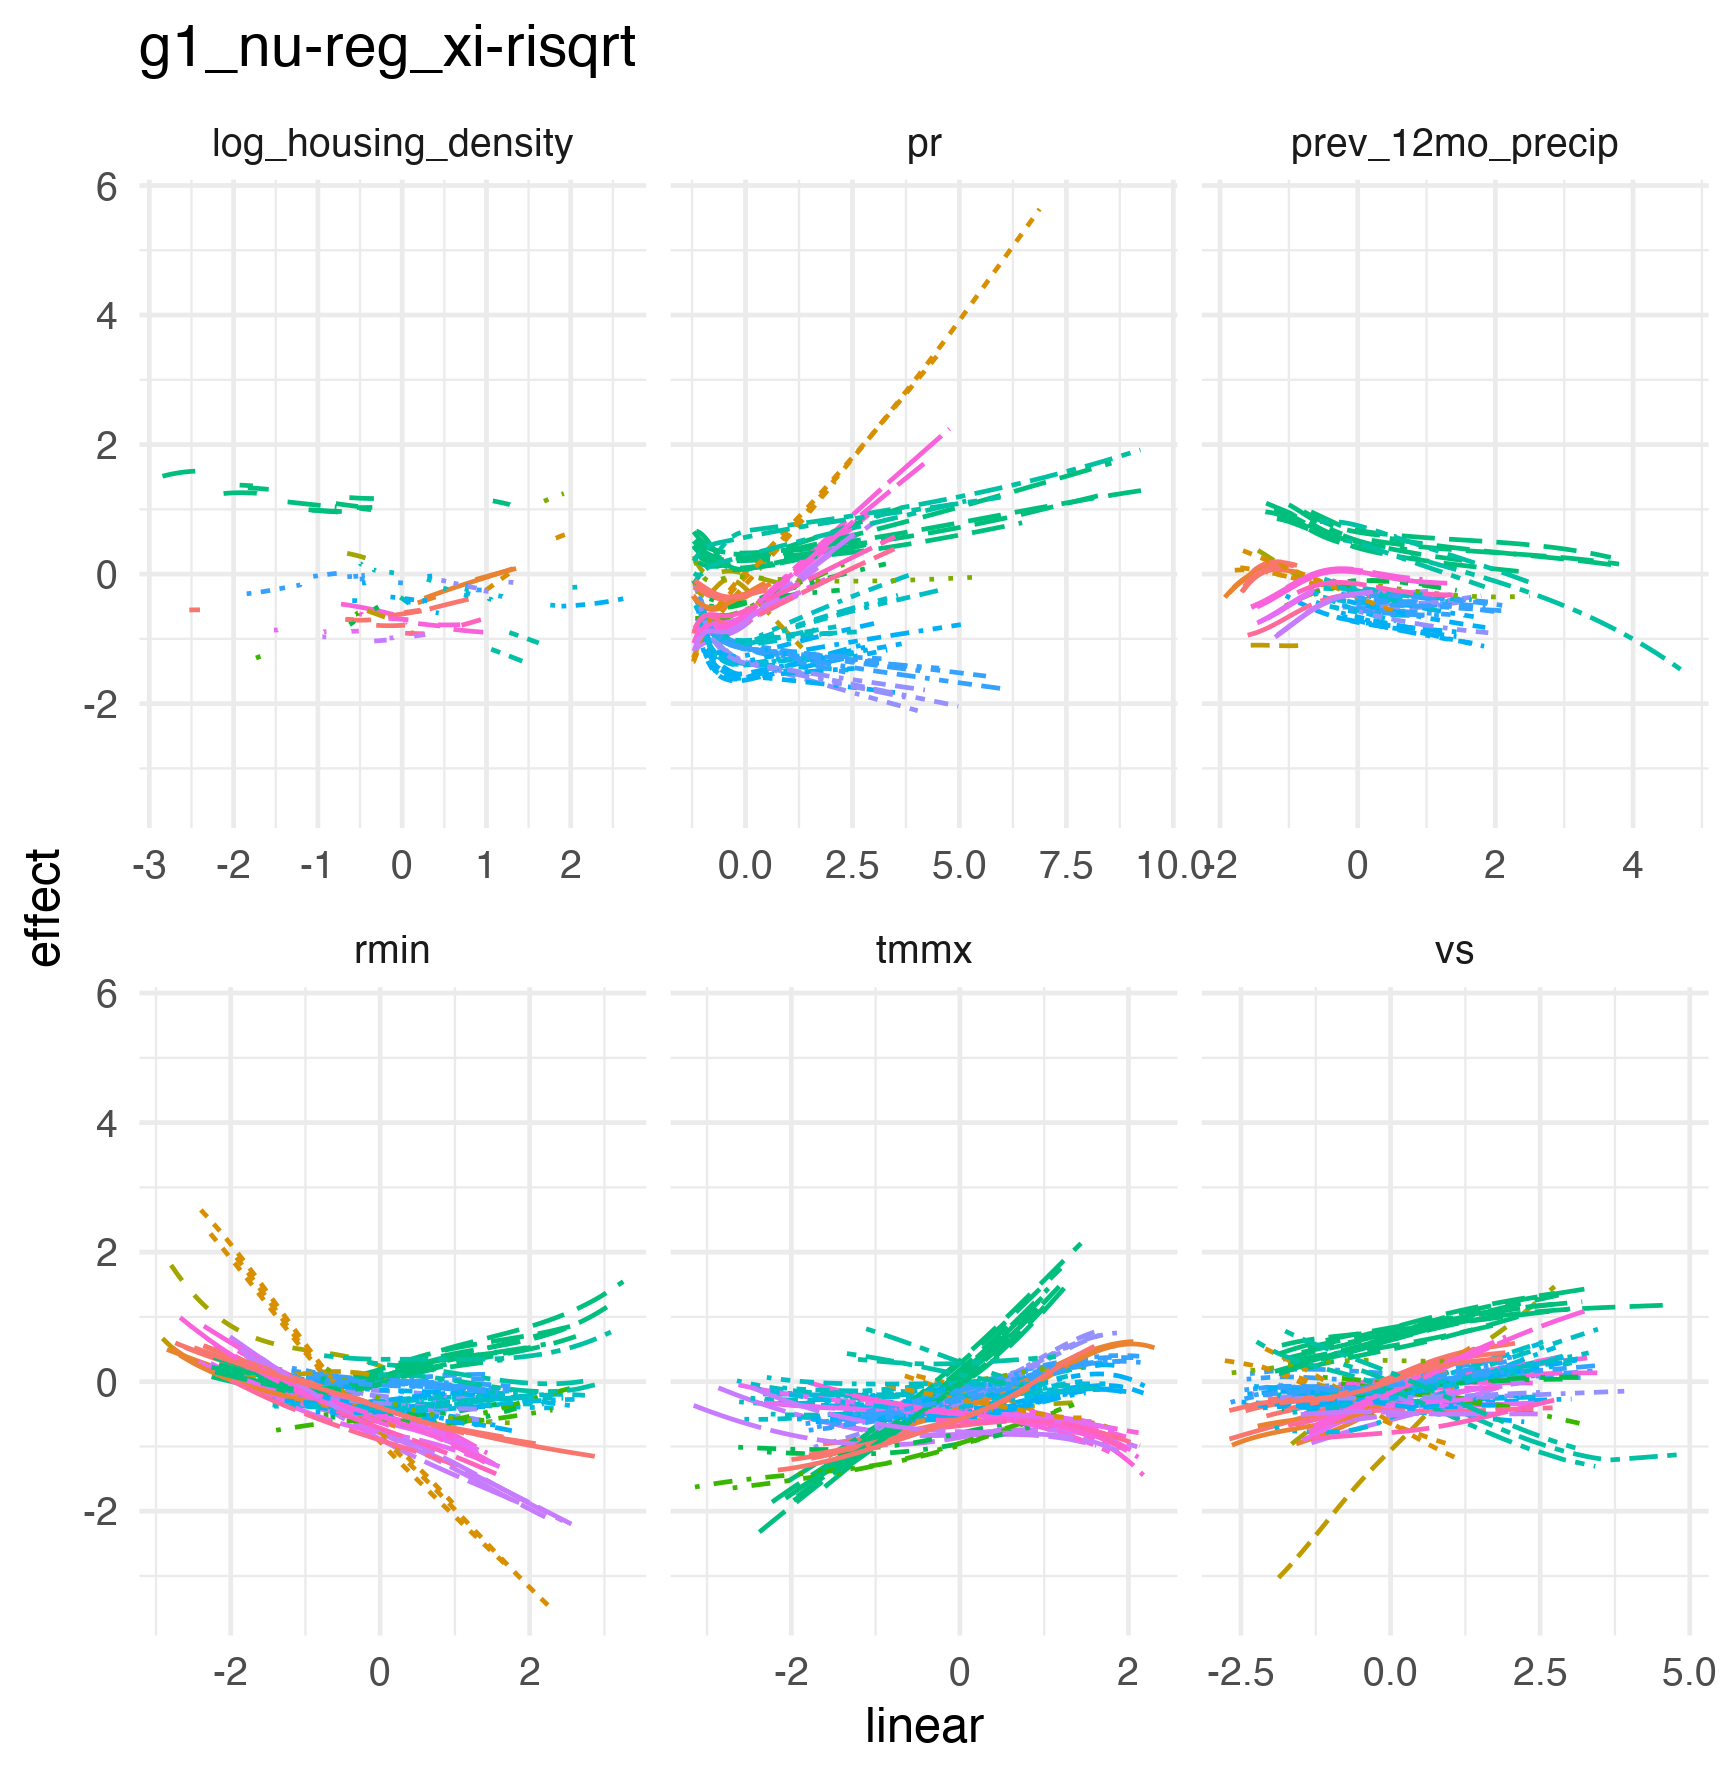 g1_nu-reg_xi-risqrt
log_housing_density pr prev_12mo_precip
6
4
2
0
-2
-3 -2 -1 0 1 2 0.0 2.5 5.0 7.5 10.0 -2 0 2 4
effect
rmin tmmx vs
6
4
2
0
-2
-2 0 2 -2 0 2 -2.5 0.0 2.5 5.0
linear